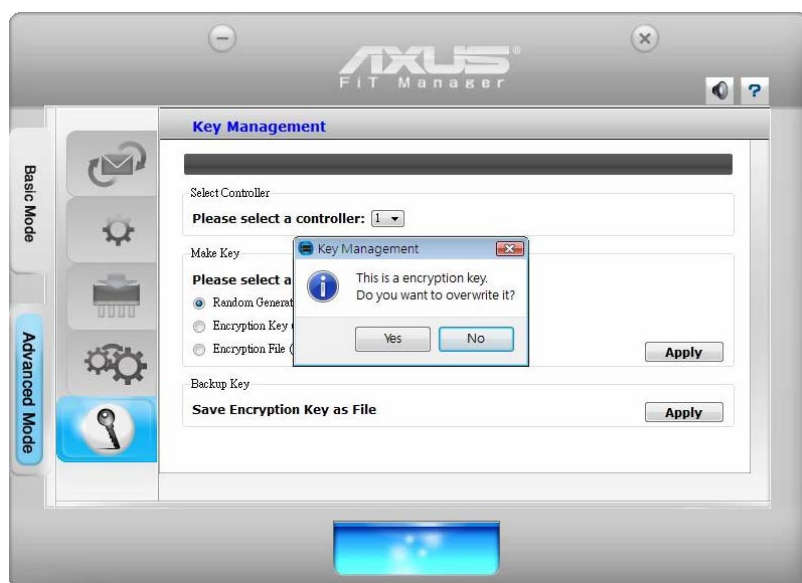 AXUS
FiT Manager
?
Key Management
Basic Mode
Advanced Mode
Select Controller
Please select a controller: 1
Make Key
Please select a
Random Generat
Encryption Key
Encryption File (
Apply
Key Management
This is a encryption key.
Do you want to overwrite it?
Yes No
Backup Key
Save Encryption Key as File Apply